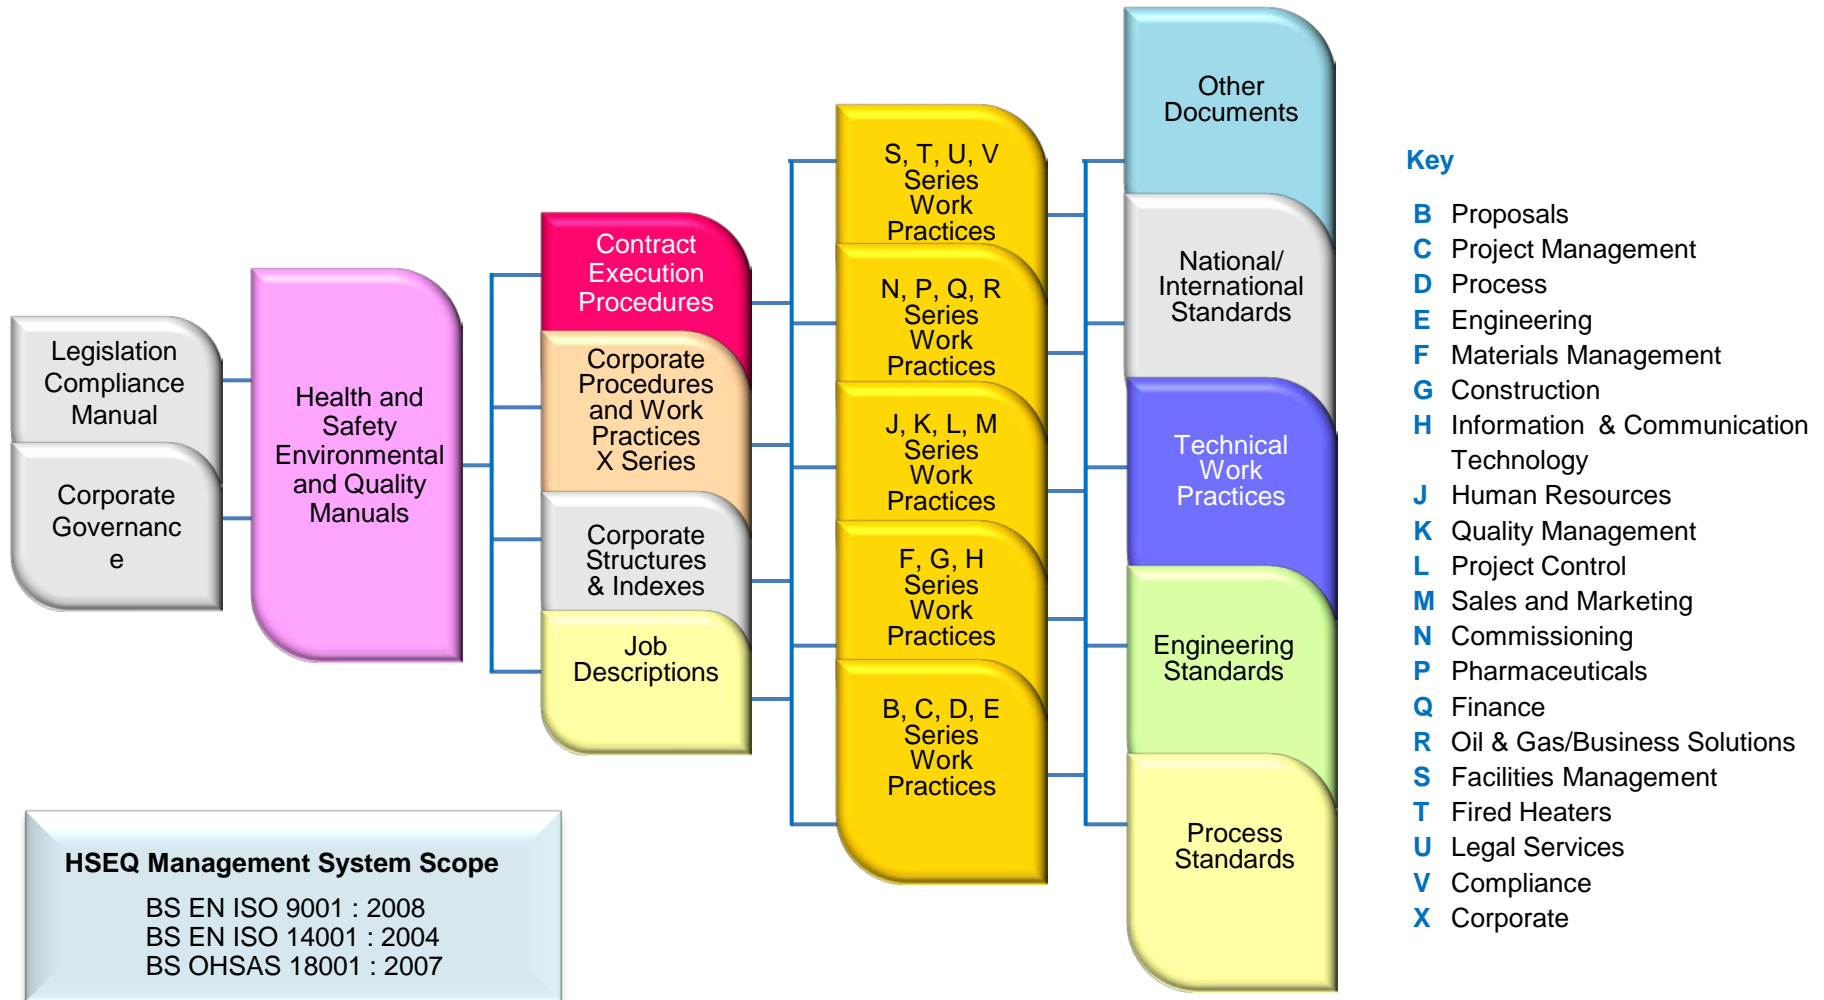 Legislation
Compliance
Manual
Corporate
Governanc
e
Health and
Safety
Environmental
and Quality
Manuals
Contract
Execution
Procedures
Corporate
Procedures
and Work
Practices
X Series
Corporate
Structures
& Indexes
Job
Descriptions
S, T, U, V
Series
Work
Practices
N, P, Q, R
Series
Work
Practices
J, K, L, M
Series
Work
Practices
F, G, H
Series
Work
Practices
B, C, D, E
Series
Work
Practices
Other
Documents
National/
International
Standards
Technical
Work
Practices
Engineering
Standards
Process
Standards
Key
B Proposals
C Project Management
D Process
E Engineering
F Materials Management
G Construction
H Information & Communication
Technology
J Human Resources
K Quality Management
L Project Control
M Sales and Marketing
N Commissioning
P Pharmaceuticals
Q Finance
R Oil & Gas/Business Solutions
S Facilities Management
T Fired Heaters
U Legal Services
V Compliance
X Corporate
HSEQ Management System Scope
BS EN ISO 9001 : 2008
BS EN ISO 14001 : 2004
BS OHSAS 18001 : 2007